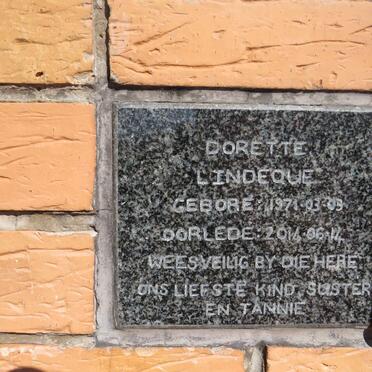 DORETTE
LINDEQUE
GEBORE: 1971-03-09
OORLEDE: 2014-06-14
WEES VEILIG BY DIE HERE
ONS LIEFSTE KIND, SUSTER
EN TANNIE